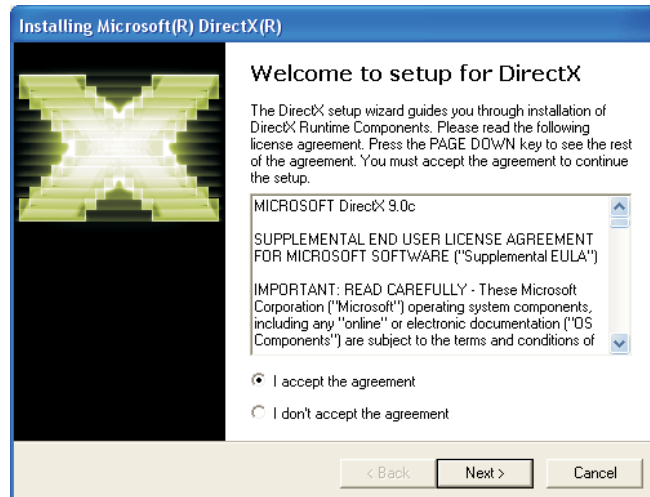 Installing Microsoft(R) DirectX(R)
Welcome to setup for DirectX
The DirectX setup wizard guides you through installation of
DirectX Runtime Components. Please read the following
license agreement. Press the PAGE DOWN key to see the rest
of the agreement. You must accept the agreement to continue
the setup.
MICROSOFT DirectX 9.0c
SUPPLEMENTAL END USER LICENSE AGREEMENT
FOR MICROSOFT SOFTWARE ("Supplemental EULA")
IMPORTANT: READ CAREFULLY - These Microsoft
Corporation ("Microsoft") operating system components,
including any "online" or electronic documentation ("OS
Components") are subject to the terms and conditions of
I accept the agreement
I don't accept the agreement
< Back Next > Cancel